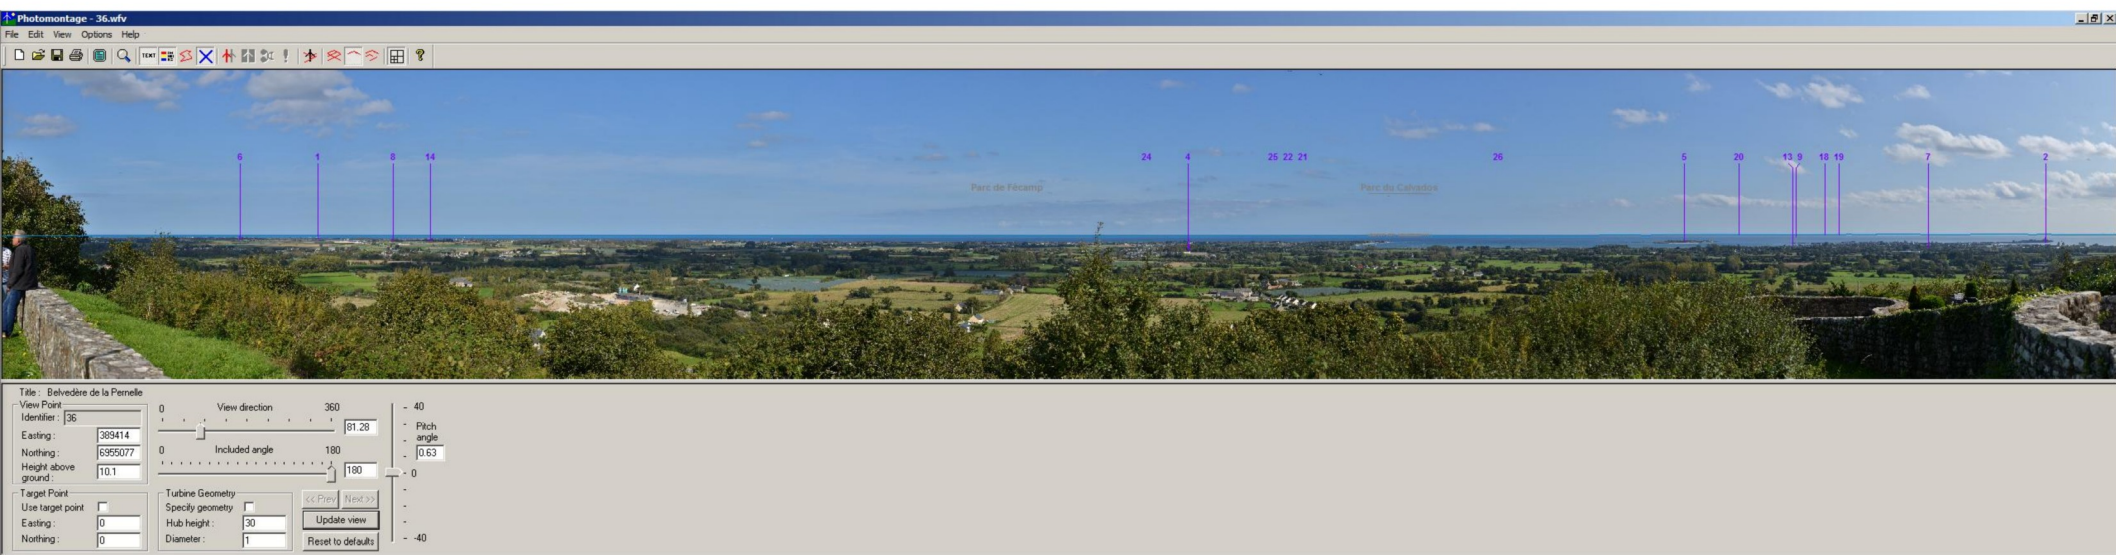 Photomontage - 36.wfv
File Edit View Options Help
TEXT
6 1 8 14 24 4 25 22 21 26 5 20 13 9 18 19 7 2
Parc de Fécamp Parc du Calvados
Title : Belvedère de la Pernelle
View Point
Identifier : 36
Easting : 389414
Northing : 6955077
Height above ground : 10.1
0 View direction 360
81.28
0 Included angle 180
180
- 40
Pitch angle
0.63
- 0
- -40
Target Point
Use target point
Easting : 0
Northing : 0
Turbine Geometry
Specify geometry
Hub height : 30
Diameter : 1
<< Prev Next >>
Update view
Reset to defaults